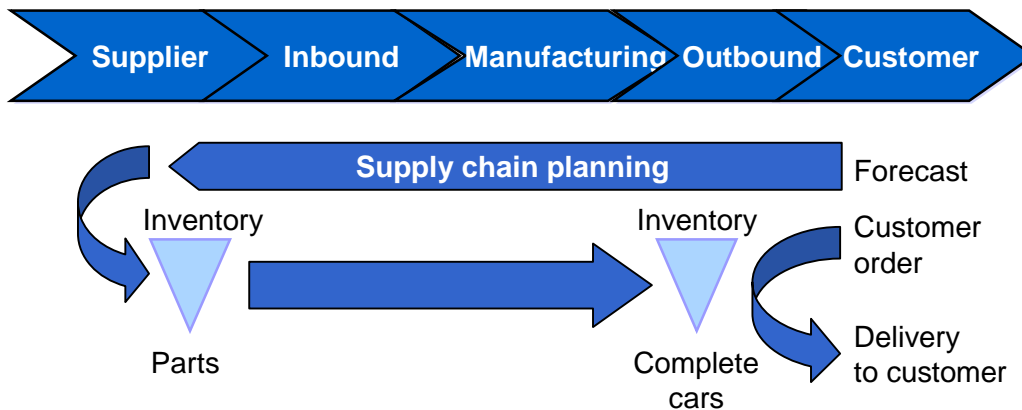 Supplier Inbound Manufacturing Outbound Customer
Supply chain planning
Forecast
Inventory
Inventory
Customer
order
Parts
Complete
cars
Delivery
to customer